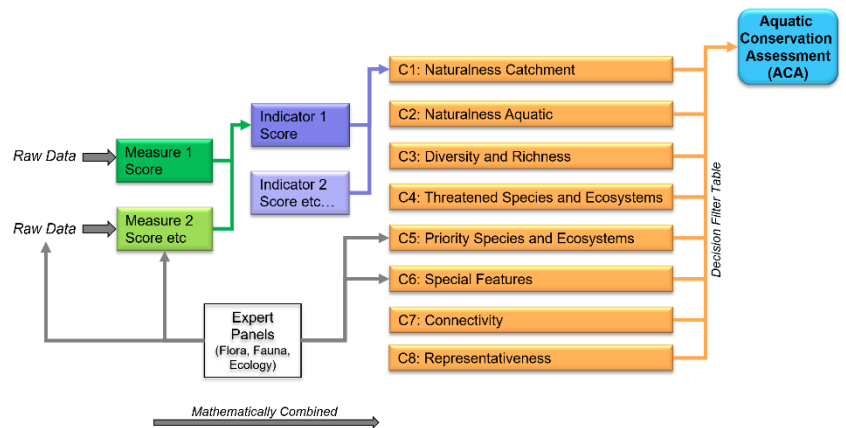 Aquatic
Conservation
Assessment
(ACA)
C1: Naturalness Catchment
C2: Naturalness Aquatic
C3: Diversity and Richness
C4: Threatened Species and Ecosystems
C5: Priority Species and Ecosystems
C6: Special Features
C7: Connectivity
C8: Representativeness
Decision Filter Table
Indicator 1
Score
Indicator 2
Score etc...
Raw Data
Measure 1
Score
Raw Data
Measure 2
Score etc
Expert
Panels
(Flora, Fauna,
Ecology)
Mathematically Combined